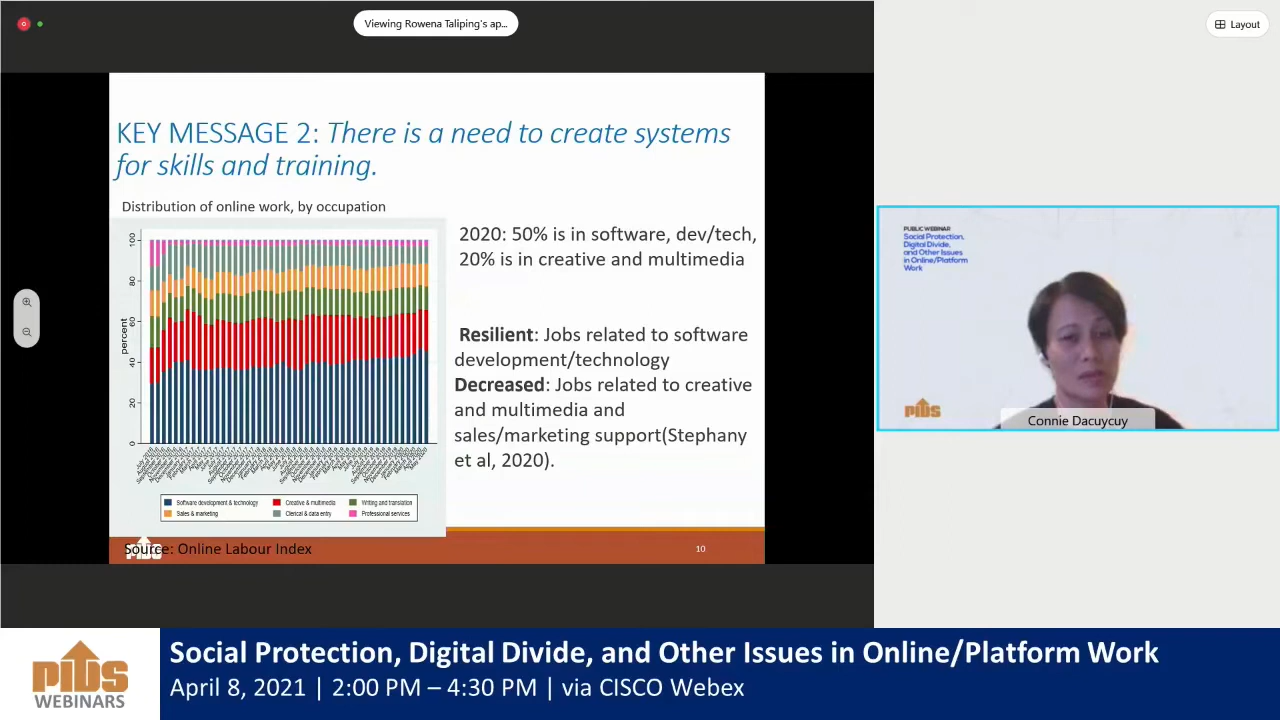 Viewing Rowena Taliping's ap...
Layout
KEY MESSAGE 2: There is a need to create systems
for skills and training.
Distribution of online work, by occupation
percent
80
60
40
20
0
Software development & technology
Creative & multimedia
Writing and translation
Sales & marketing
Clerical & data entry
Professional services
2020: 50% is in software, dev/tech,
20% is in creative and multimedia
Resilient: Jobs related to software
development/technology
Decreased: Jobs related to creative
and multimedia and
sales/marketing support(Stephany
et al, 2020).
Source: Online Labour Index
10
PUBLIC WEBINAR
Social Protection,
Digital Divide,
and Other Issues
in Online/Platform
Work
PIDS
Connie Dacuycuy
PIDS
WEBINARS
Social Protection, Digital Divide, and Other Issues in Online/Platform Work
April 8, 2021 | 2:00 PM – 4:30 PM | via CISCO Webex